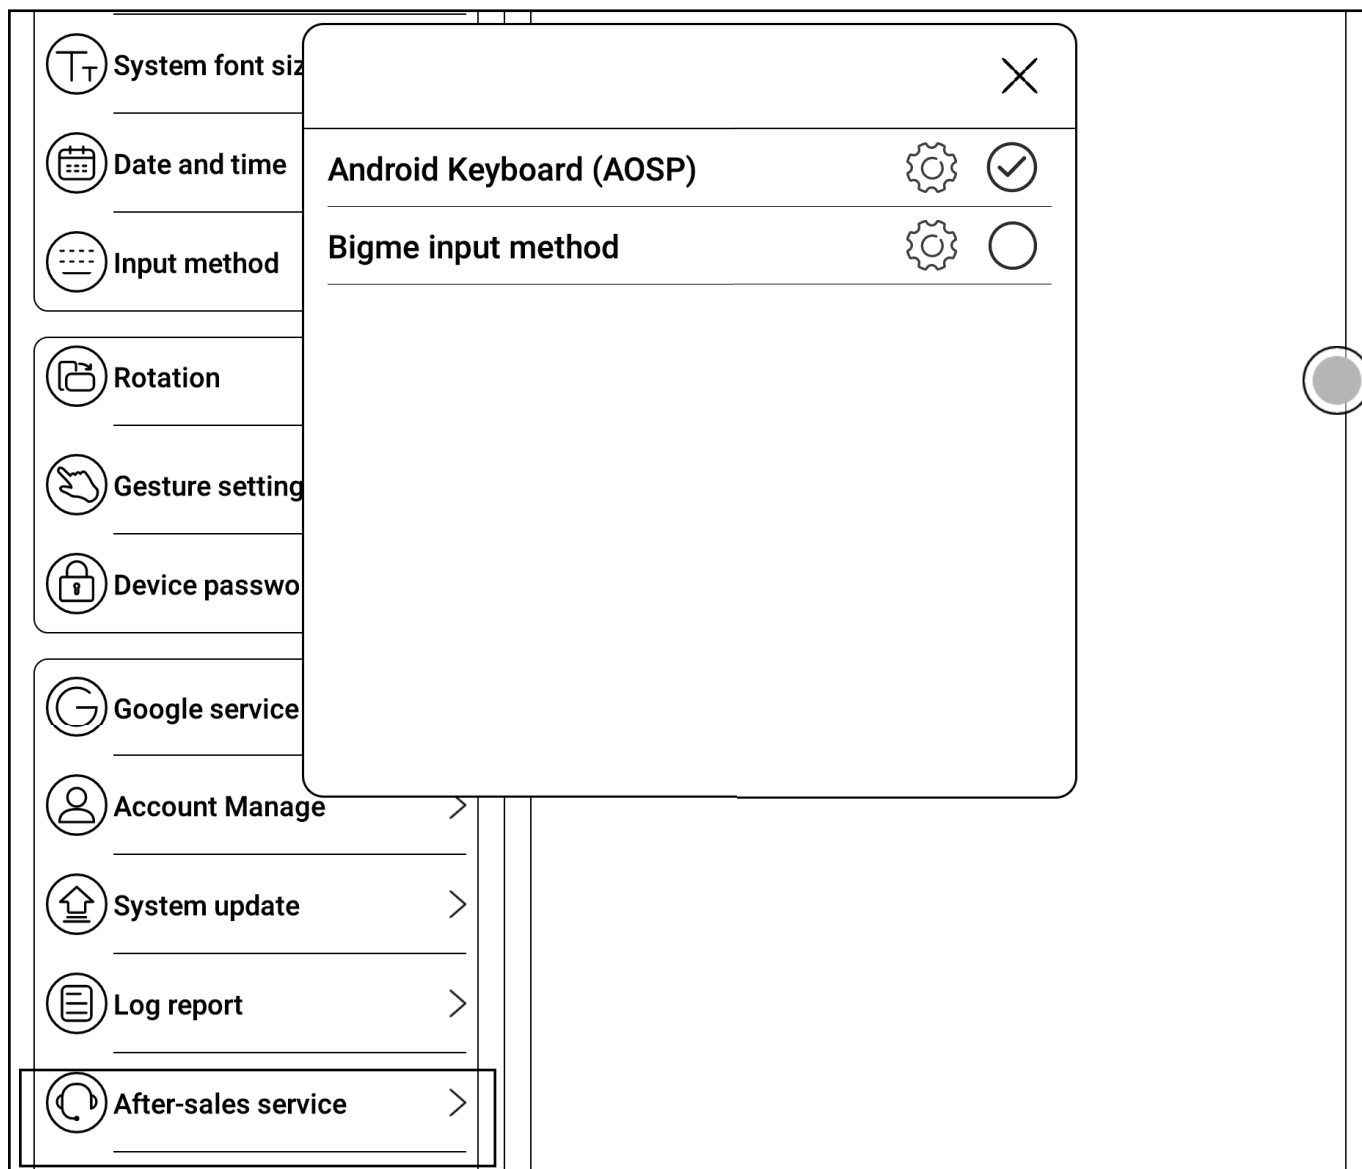 System font siz
Date and time
Input method
Rotation
Gesture setting
Device passwo
Google service
Account Manage
System update
Log report
After-sales service
Android Keyboard (AOSP)
Bigme input method